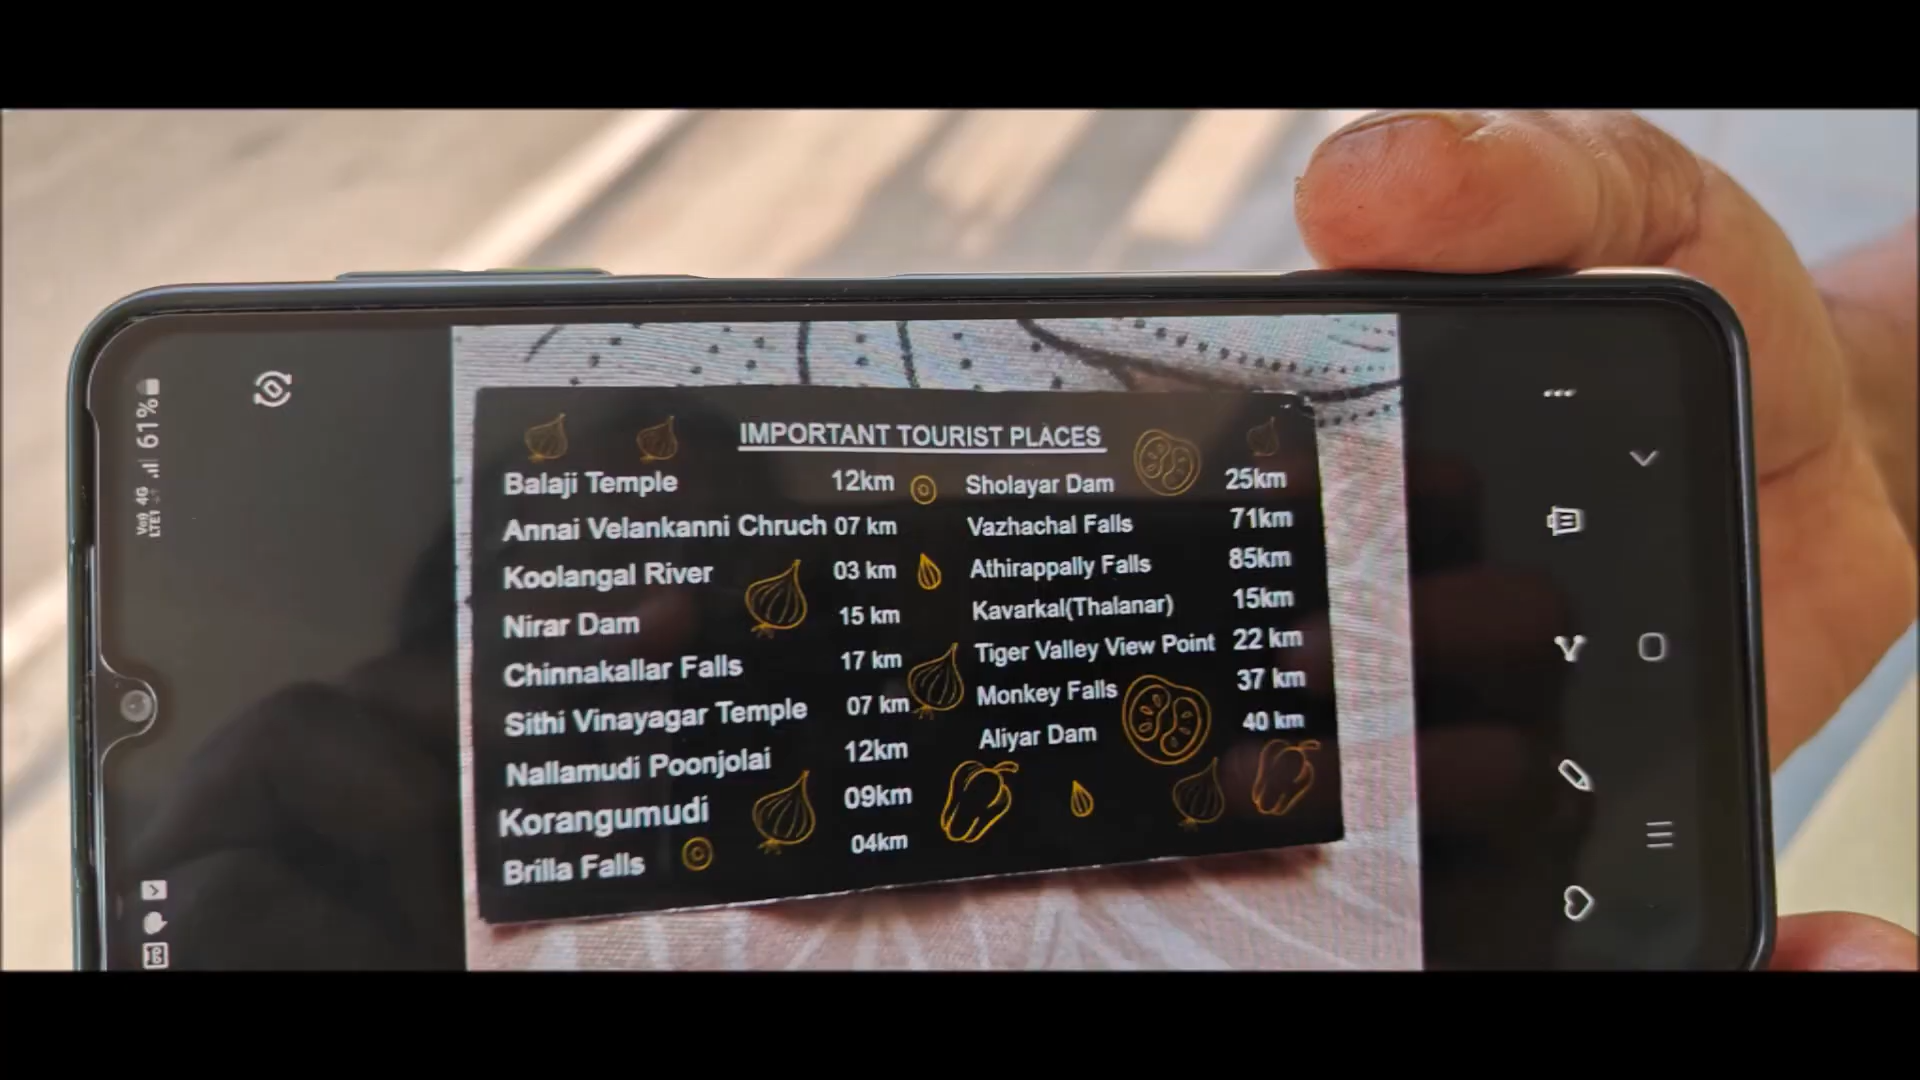 IMPORTANT TOURIST PLACES
Balaji Temple 12km
Annai Velankanni Chruch 07 km
Koolangal River 03 km
Nirar Dam 15 km
Chinnakallar Falls 17 km
Sithi Vinayagar Temple 07 km
Nallamudi Poonjolai 12km
Korangumudi 09km
Brilla Falls 04km
Sholayar Dam 25km
Vazhachal Falls 71km
Athirappally Falls 85km
Kavarkal(Thalanar) 15km
Tiger Valley View Point 22 km
Monkey Falls 37 km
Aliyar Dam 40 km
61%
4G
LTE1